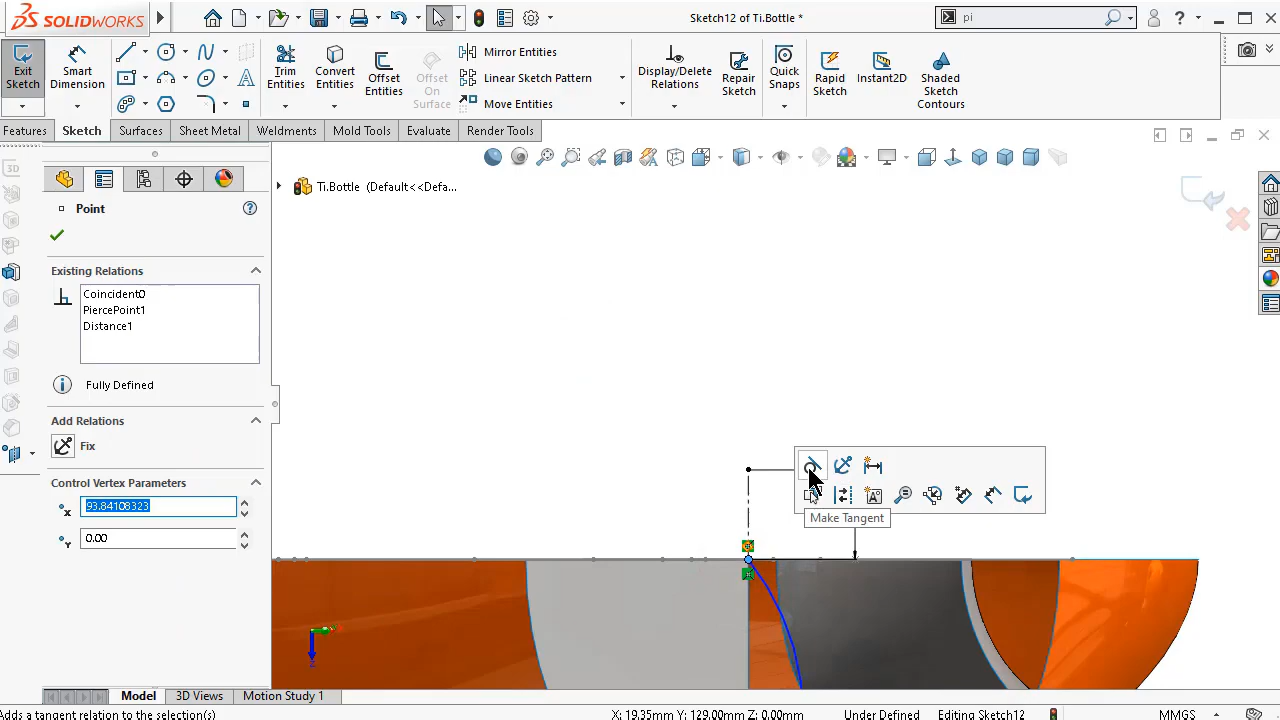 SOLIDWORKS
Sketch12 of Ti.Bottle *
pi
Exit Sketch
Smart Dimension
Trim Entities
Convert Entities
Offset Entities
Offset On Surface
Mirror Entities
Linear Sketch Pattern
Move Entities
Display/Delete Relations
Repair Sketch
Quick Snaps
Rapid Sketch
Instant2D
Shaded Sketch Contours
Features
Sketch
Surfaces
Sheet Metal
Weldments
Mold Tools
Evaluate
Render Tools
Ti.Bottle (Default<<Defa...
Point
Existing Relations
Coincident0
PiercePoint1
Distance1
Fully Defined
Add Relations
Fix
Control Vertex Parameters
93.84108323
0.00
Make Tangent
Model
3D Views
Motion Study 1
Adds a tangent relation to the selection(s)
X: 19.35mm Y: 129.00mm Z: 0.00mm
Under Defined
Editing Sketch12
MMGS